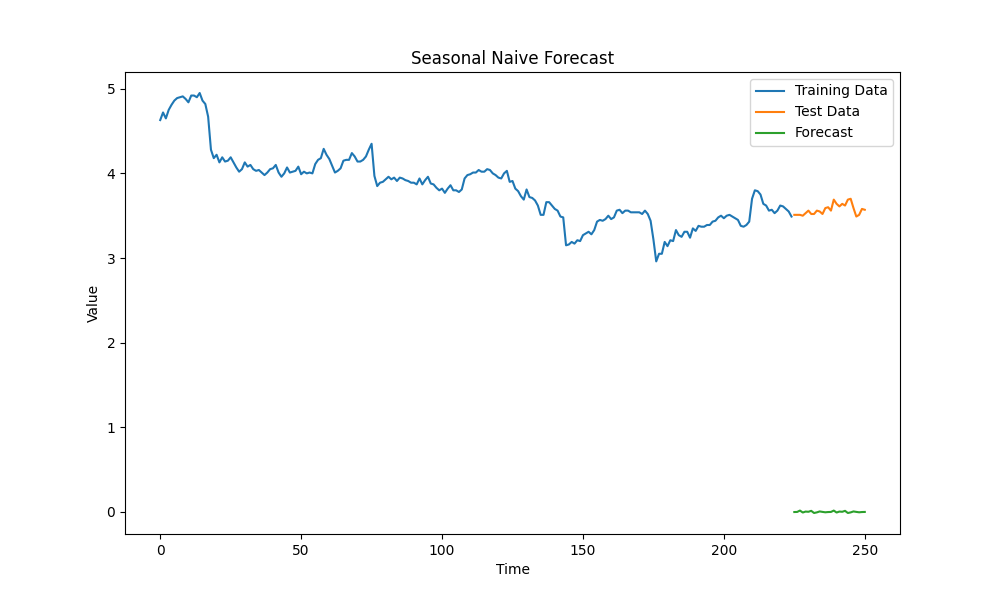 Seasonal Naive Forecast
Training Data
Test Data
Forecast
5
4
3
2
1
0
Value
0 50 100 150 200 250
Time